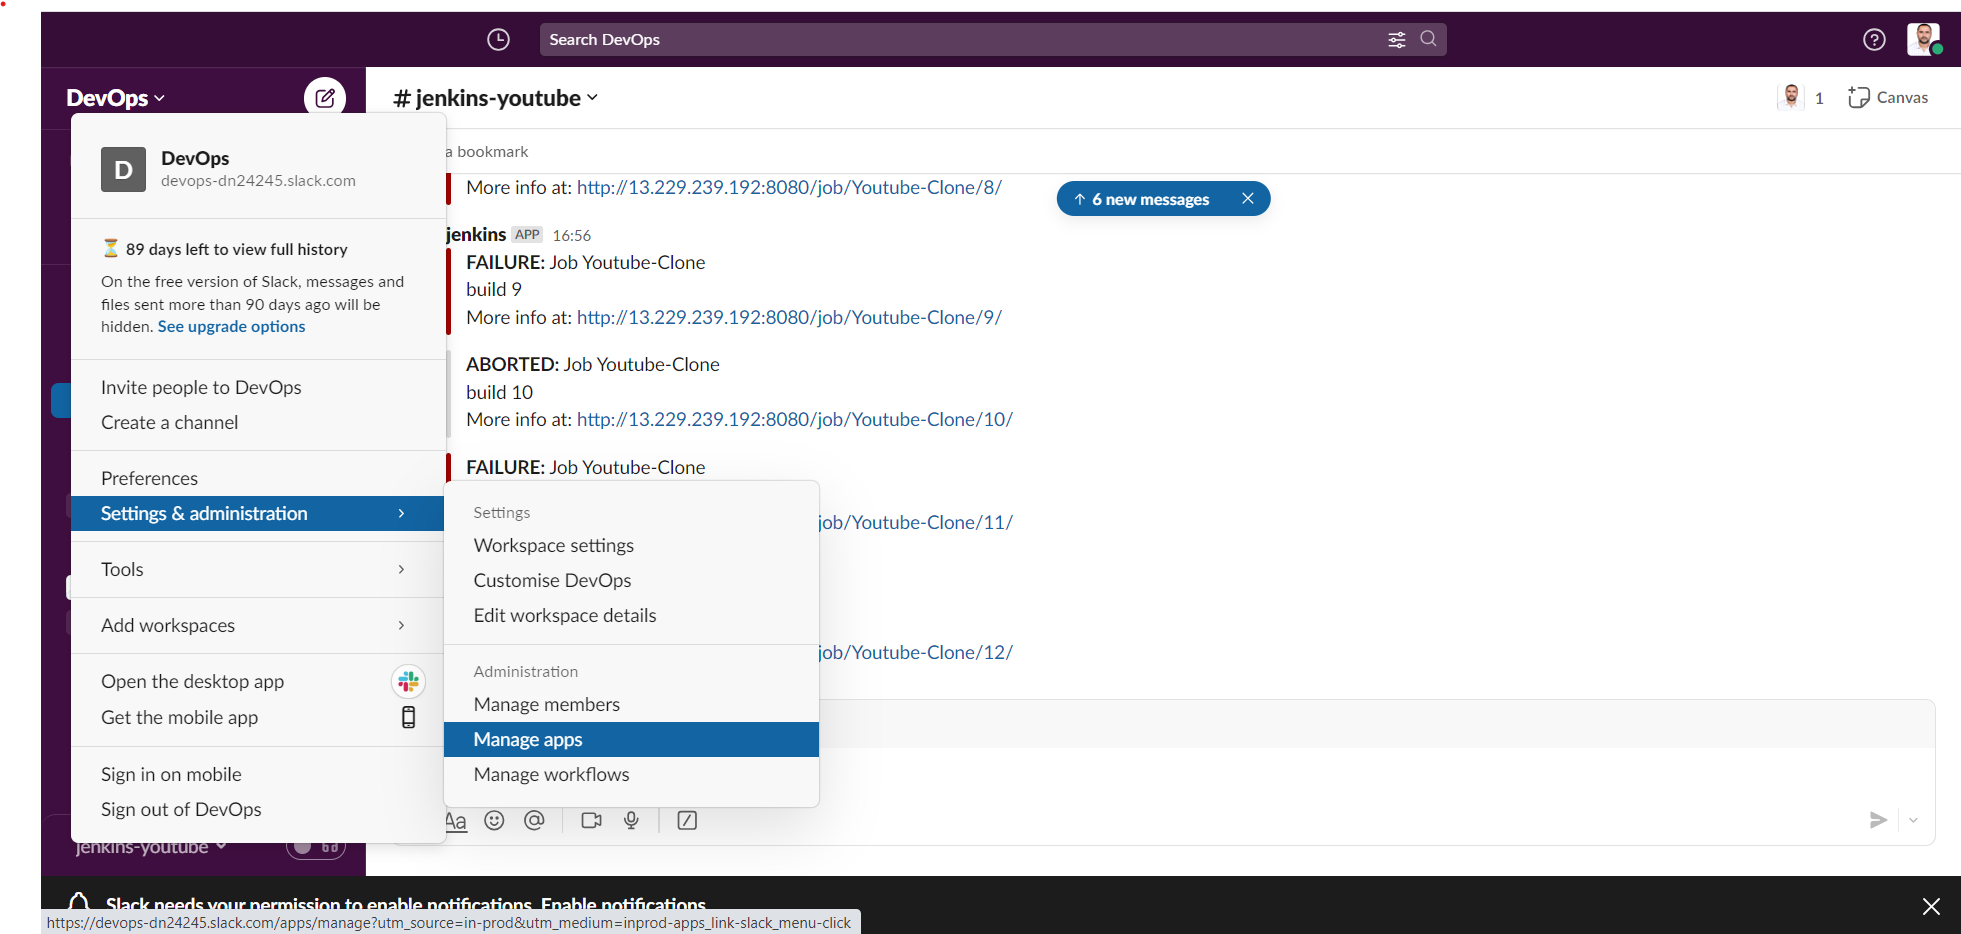 Search DevOps
DevOps
# jenkins-youtube
1
Canvas
D
DevOps
devops-dn24245.slack.com
89 days left to view full history
On the free version of Slack, messages and
files sent more than 90 days ago will be
hidden. See upgrade options
Invite people to DevOps
Create a channel
Preferences
Settings & administration
Tools
Add workspaces
Open the desktop app
Get the mobile app
Sign in on mobile
Sign out of DevOps
jenkins-youtube
Settings
Workspace settings
Customise DevOps
Edit workspace details
Administration
Manage members
Manage apps
Manage workflows
a bookmark
More info at: http://13.229.239.192:8080/job/Youtube-Clone/8/
↑ 6 new messages
jenkins APP 16:56
FAILURE: Job Youtube-Clone
build 9
More info at: http://13.229.239.192:8080/job/Youtube-Clone/9/
ABORTED: Job Youtube-Clone
build 10
More info at: http://13.229.239.192:8080/job/Youtube-Clone/10/
FAILURE: Job Youtube-Clone
job/Youtube-Clone/11/
job/Youtube-Clone/12/
Aa
Slack needs your permission to enable notifications. Enable notifications
https://devops-dn24245.slack.com/apps/manage?utm_source=in-prod&utm_medium=inprod-apps_link-slack_menu-click